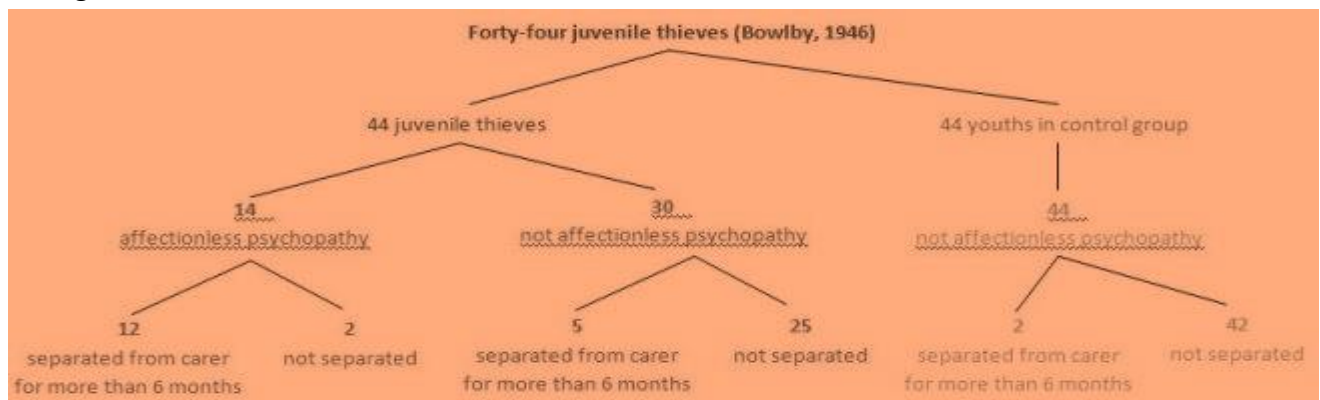 Forty-four juvenile thieves (Bowlby, 1946)
44 juvenile thieves
44 youths in control group
14
affectionless psychopathy
30
not affectionless psychopathy
44
not affectionless psychopathy
12
separated from carer
for more than 6 months
2
not separated
5
separated from carer
for more than 6 months
25
not separated
2
separated from carer
for more than 6 months
42
not separated